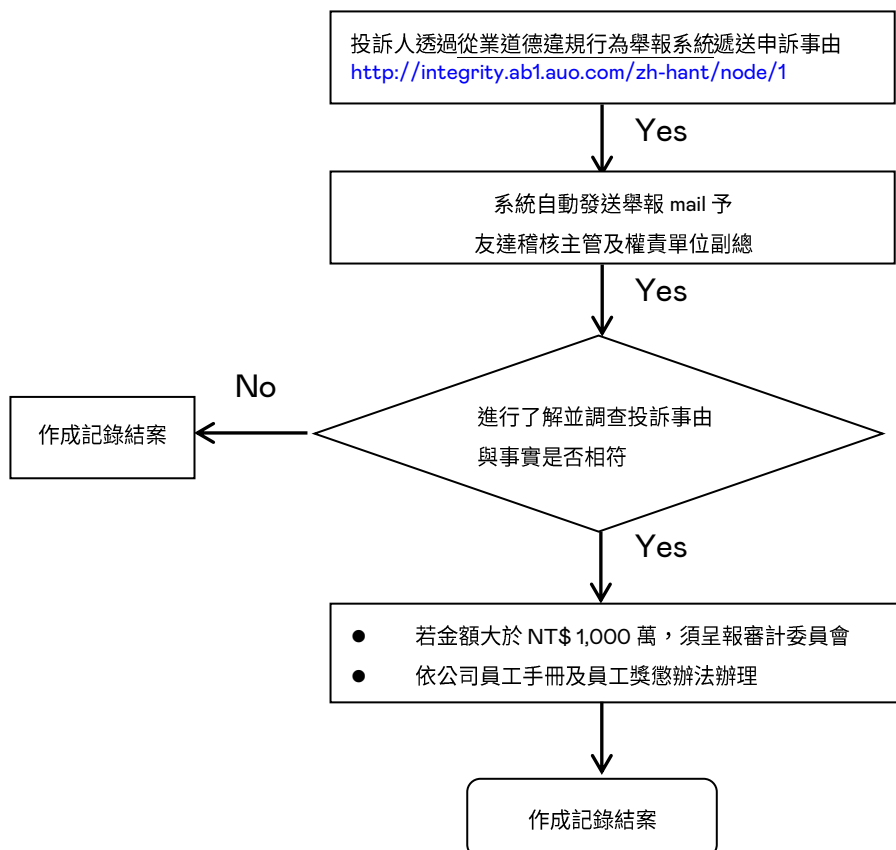 投訴人透過從業道德違規行為舉報系統遞送申訴事由
http://integrity.ab1.auo.com/zh-hant/node/1
Yes
系統自動發送舉報 mail 予
友達稽核主管及權責單位副總
Yes
No
作成記錄結案
進行了解並調查投訴事由
與事實是否相符
Yes
● 若金額大於 NT$ 1,000 萬，須呈報審計委員會
● 依公司員工手冊及員工獎懲辦法辦理
作成記錄結案